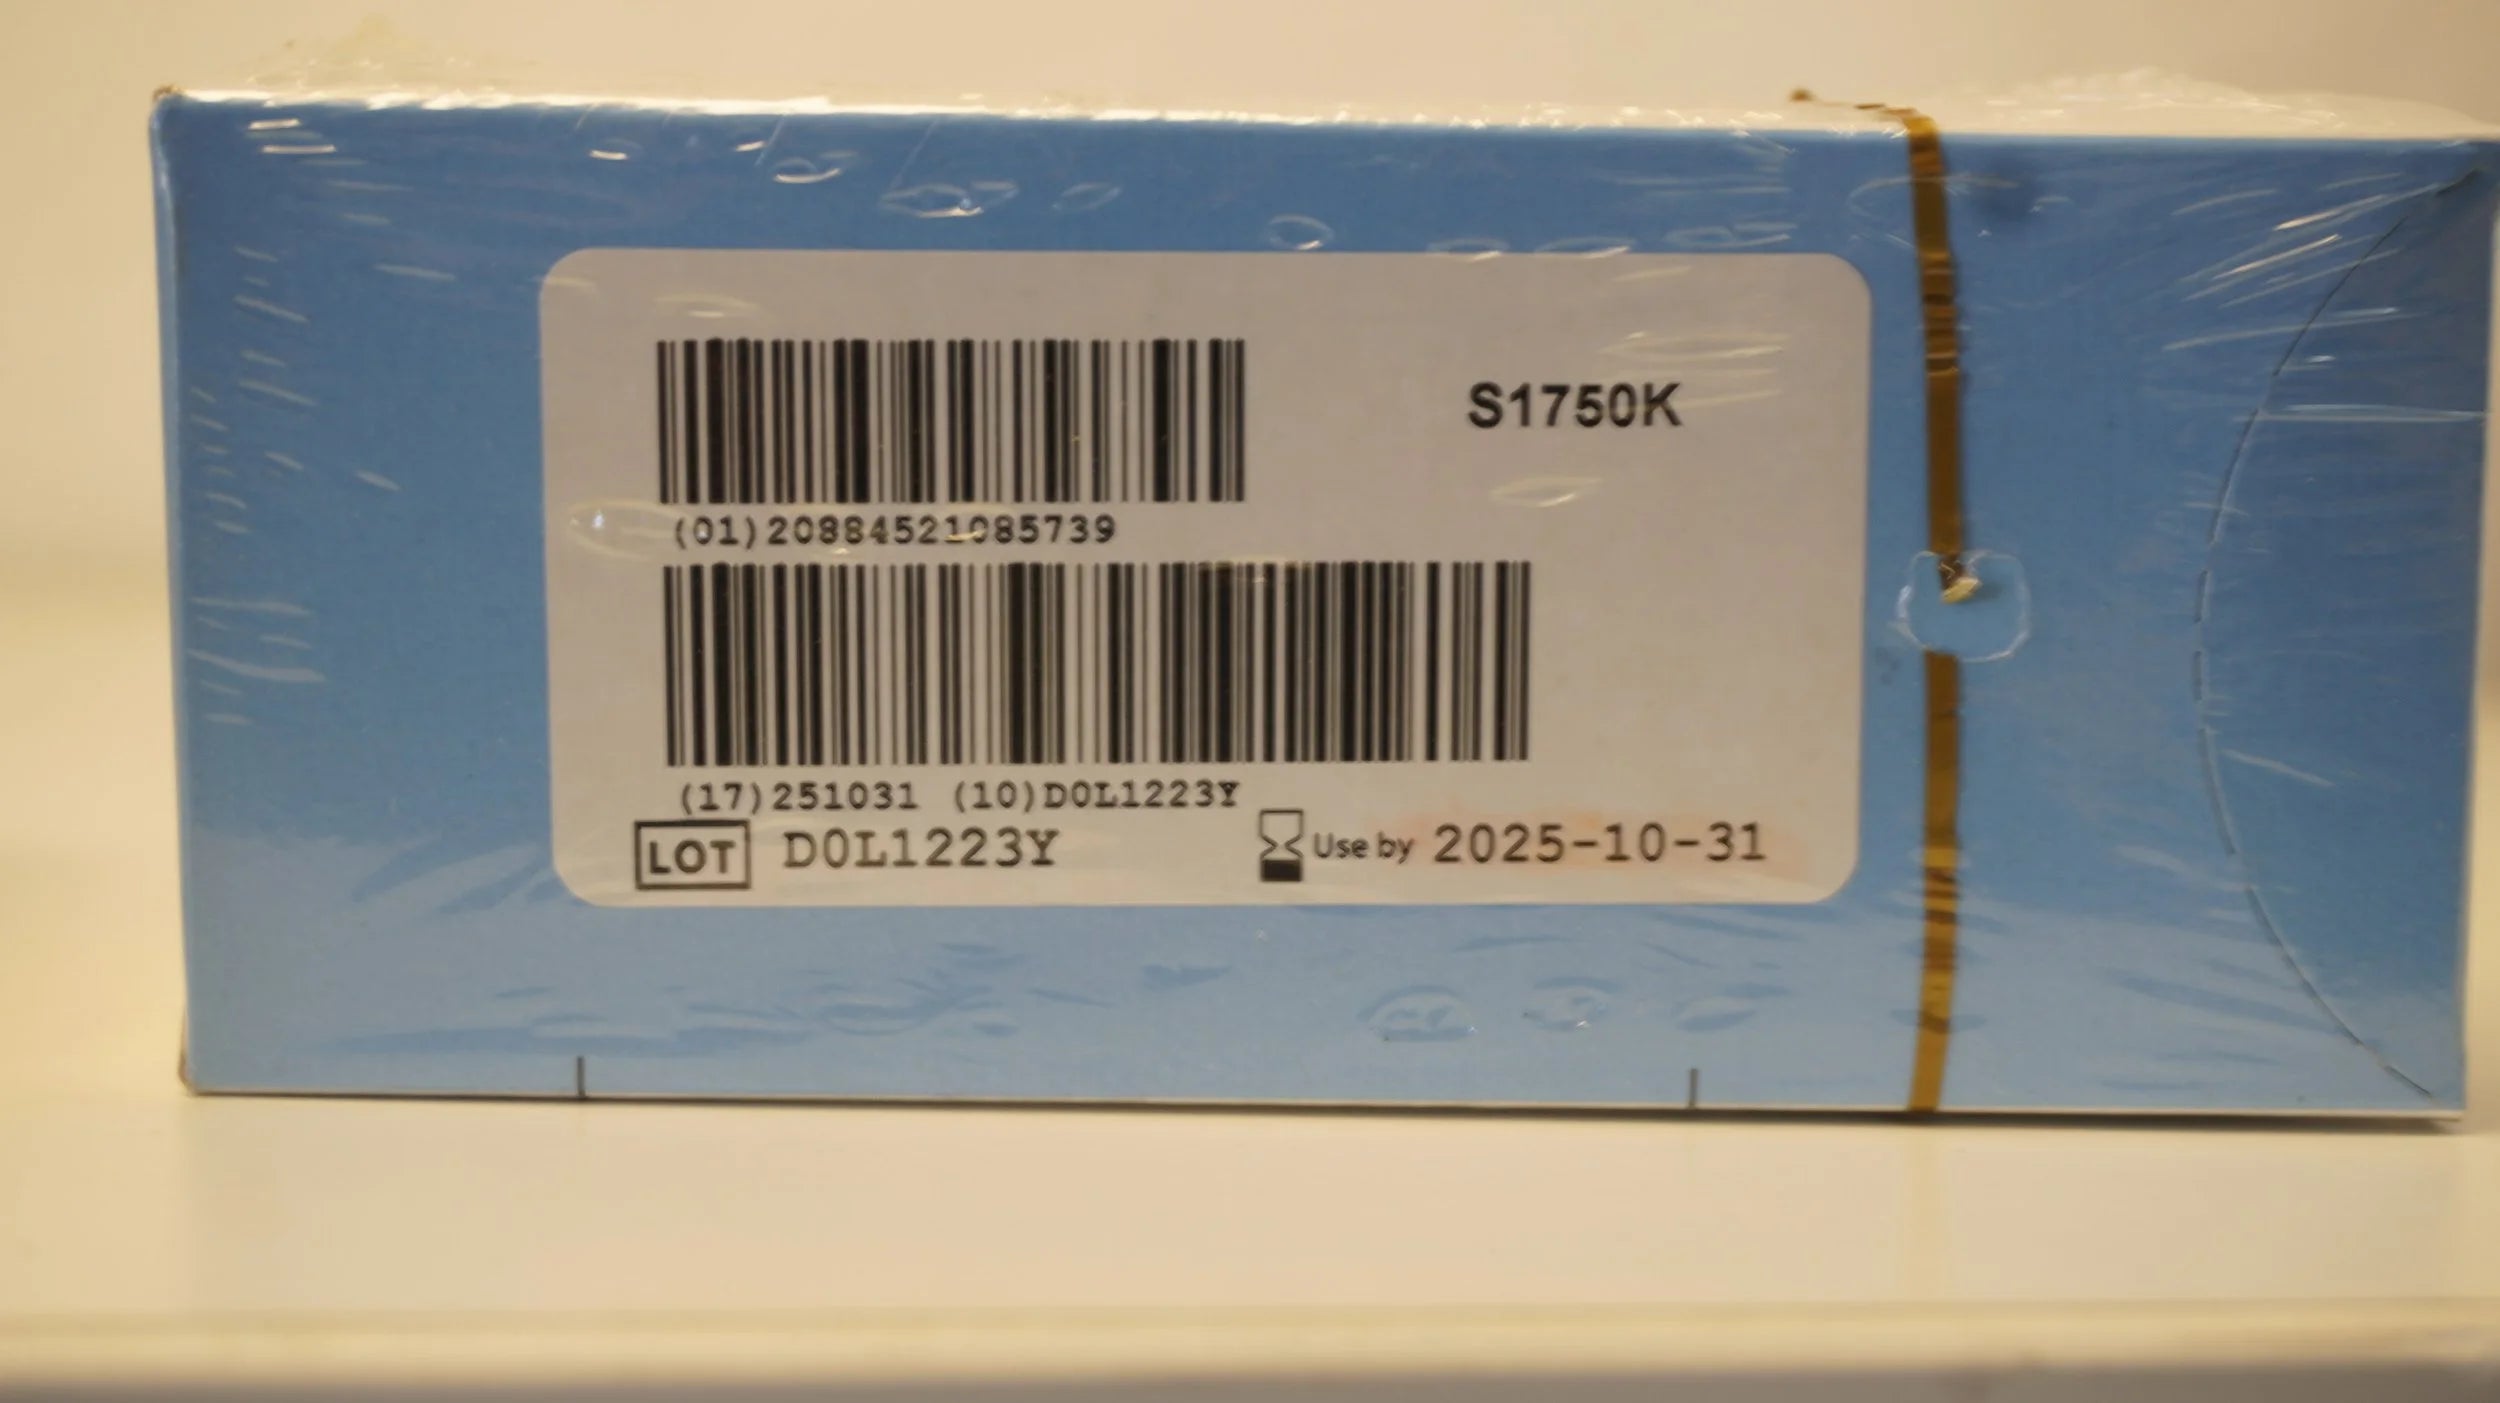 S1750K
(01)20884521085739
(17)251031 (10)D0L1223Y
LOT D0L1223Y
Use by 2025-10-31